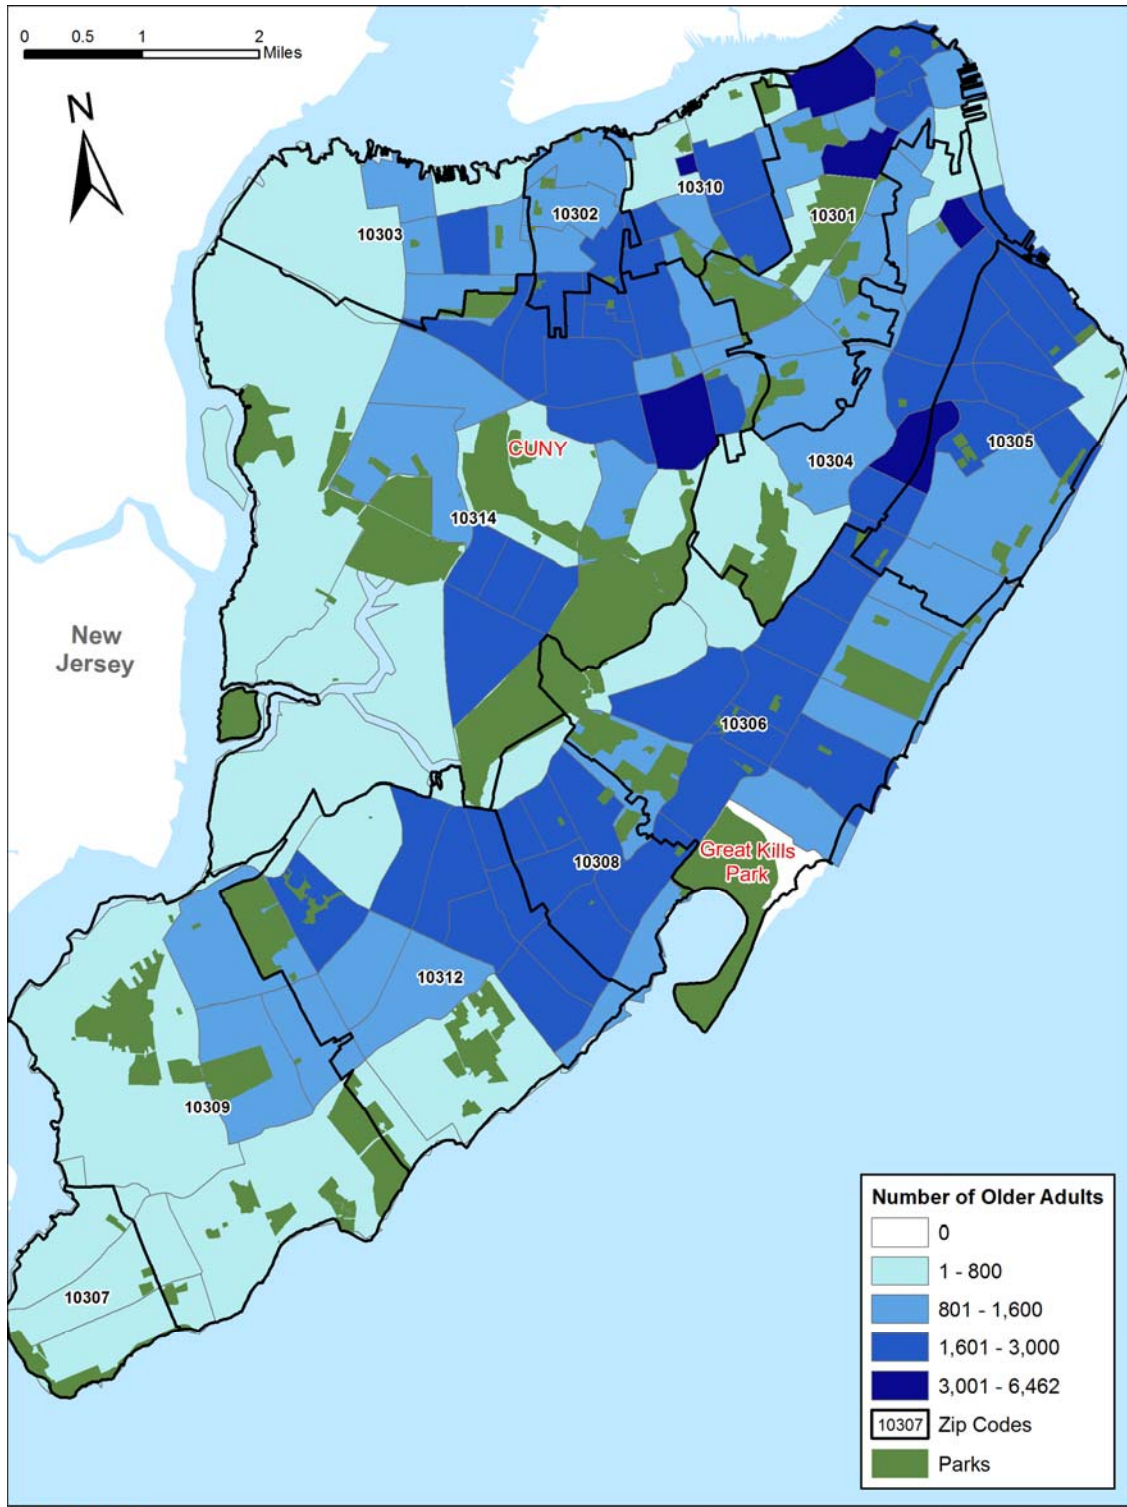 0 0.5 1 2
Miles
N
10302
10310
10301
10303
10305
CUNY
10304
10314
New
Jersey
10306
Great Kills
Park
10308
10312
10309
10307
Number of Older Adults
0
1 - 800
801 - 1,600
1,601 - 3,000
3,001 - 6,462
10307 Zip Codes
Parks